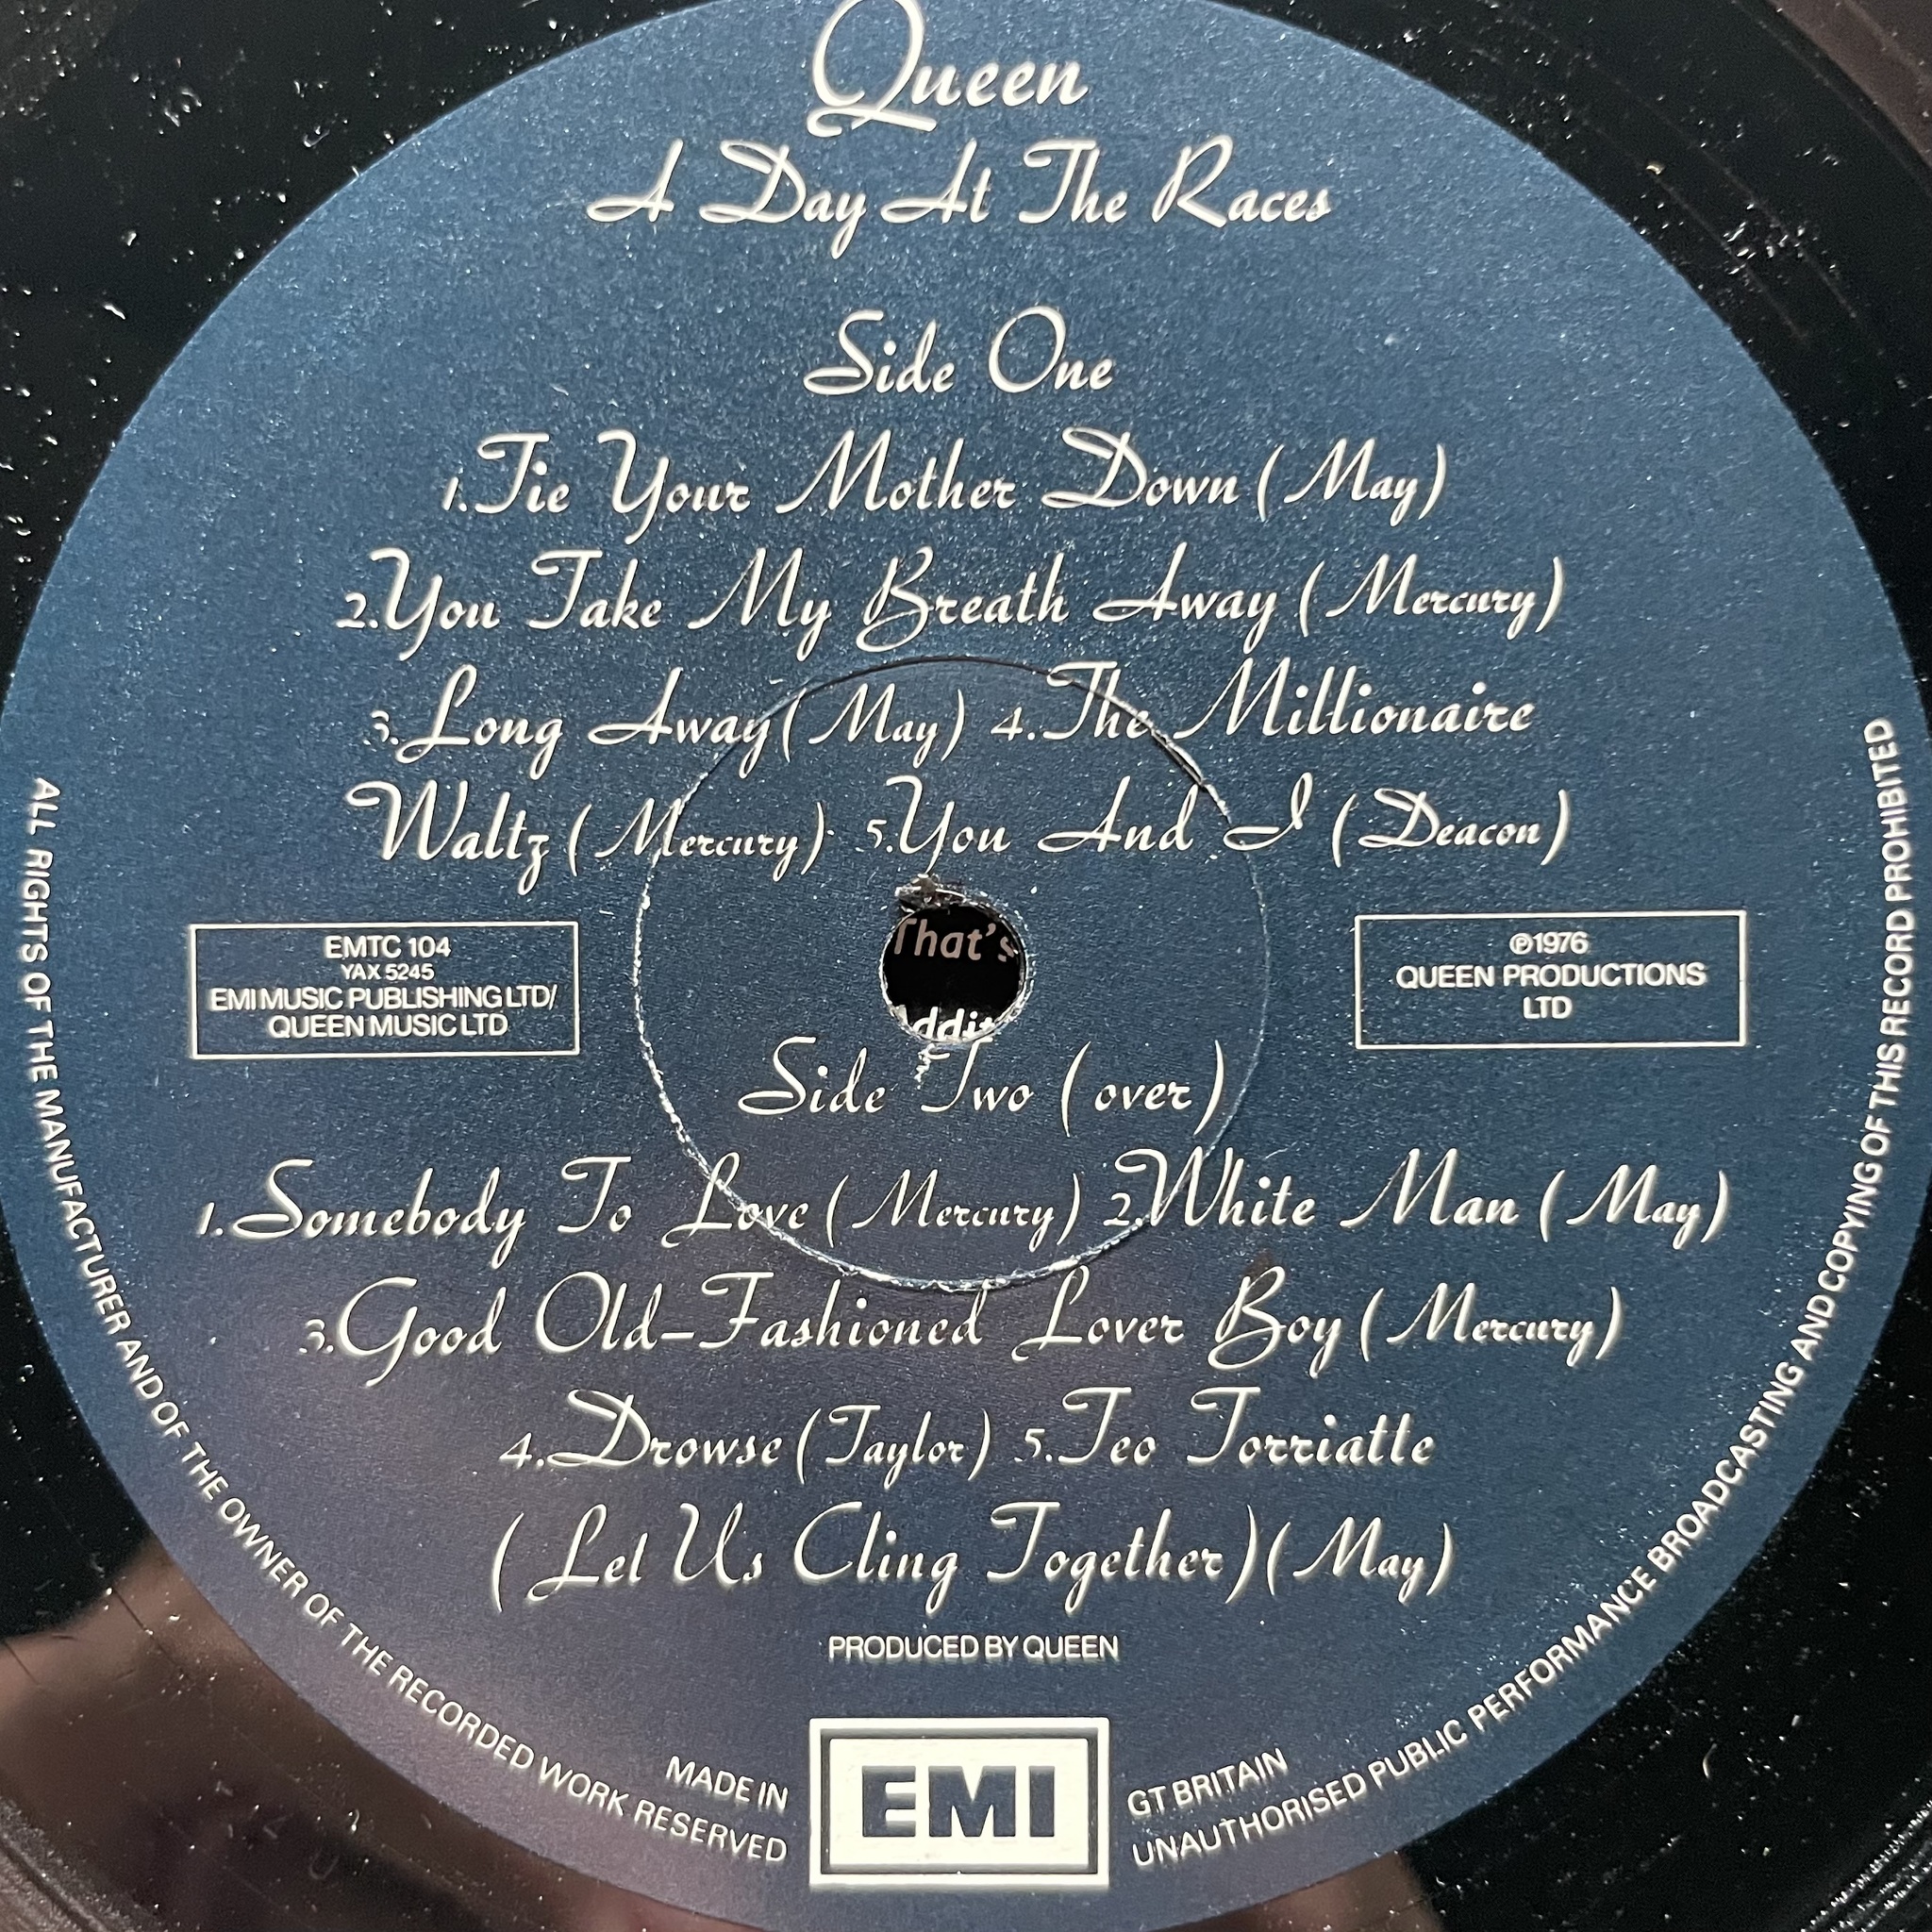 Queen
A Day At The Races
Side One
1.Tie Your Mother Down (May)
2.You Take My Breath Away (Mercury)
3.Long Away (May) 4.The Millionaire
Waltz (Mercury) 5.You And I (Deacon)
EMTC 104
YAX 5245
EMI MUSIC PUBLISHING LTD/
QUEEN MUSIC LTD
℗1976
QUEEN PRODUCTIONS
LTD
That's
Side Two (over)
1.Somebody To Love (Mercury) 2.White Man (May)
3.Good Old-Fashioned Lover Boy (Mercury)
4.Drowse (Taylor) 5.Teo Torriatte
(Let Us Cling Together) (May)
PRODUCED BY QUEEN
MADE IN
EMI
GT BRITAIN
ALL RIGHTS OF THE MANUFACTURER AND OF THE OWNER OF THE RECORDED WORK RESERVED
UNAUTHORISED PUBLIC PERFORMANCE BROADCASTING AND COPYING OF THIS RECORD PROHIBITED